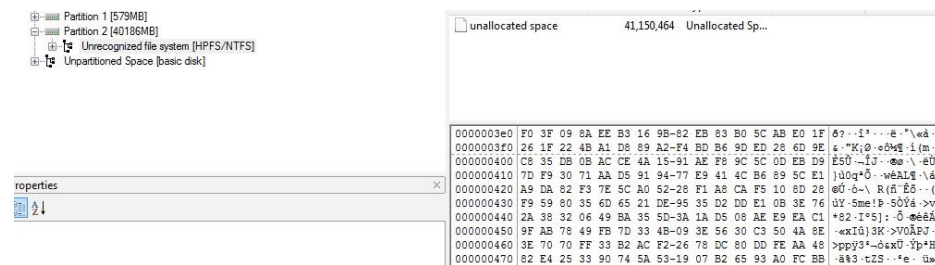 Partition 1 [579MB]
Partition 2 [40186MB]
Unrecognized file system [HPFS/NTFS]
Unpartitioned Space [basic disk]
roperties
unallocated space 41,150,464 Unallocated Sp...
0000003e0 F0 3F 09 8A EE B3 16 9B-82 EB 83 B0 5C AB E0 1F
0000003f0 26 1F 22 4B A1 D8 89 A2-F4 BD B6 9D ED 28 6D 9E
000000400 C8 35 DB 0B AC CE 4A 15-91 AE F8 9C 5C 0D EB D9
000000410 7D F9 30 71 AA D5 91 94-77 E9 41 4C B6 89 5C E1
000000420 A9 DA 82 F3 7E 5C A0 52-28 F1 A8 CA F5 10 8D 28
000000430 F9 59 80 35 6D 65 21 DE-95 35 D2 DD E1 0B 3E 76
000000440 2A 38 32 06 49 BA 35 5D-3A 1A D5 08 AE E9 EA C1
000000450 9F AB 78 49 FB 7D 33 4B-09 3E 56 30 C3 50 4A 8E
000000460 3E 70 70 FF 33 B2 AC F2-26 78 DC 80 DD FE AA 48
000000470 82 E4 25 33 90 74 5A 53-19 07 B2 65 93 A0 FC BB